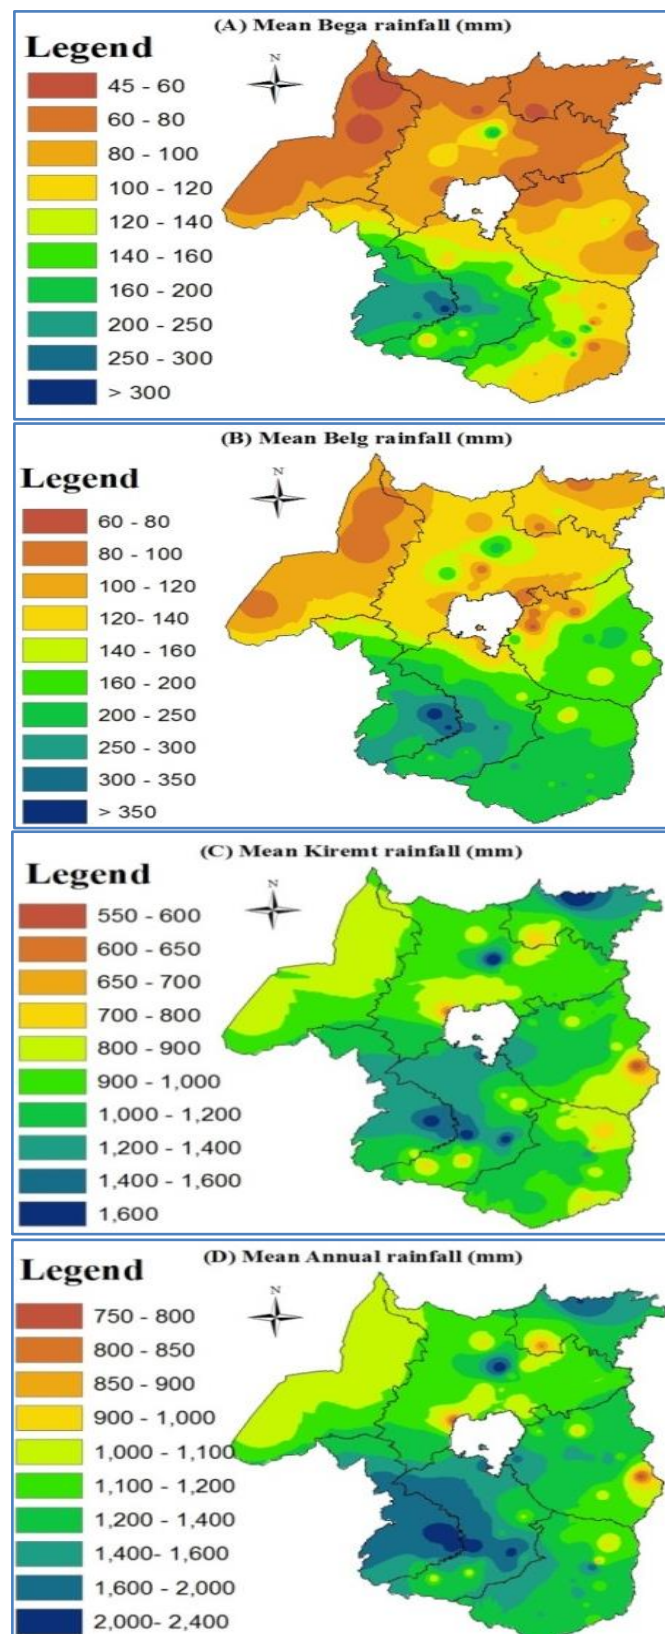 (A) Mean Bega rainfall (mm)
Legend
N
45 - 60
60 - 80
80 - 100
100 - 120
120 - 140
140 - 160
160 - 200
200 - 250
250 - 300
> 300
(B) Mean Belg rainfall (mm)
Legend
N
60 - 80
80 - 100
100 - 120
120- 140
140 - 160
160 - 200
200 - 250
250 - 300
300 - 350
> 350
(C) Mean Kiremt rainfall (mm)
Legend
N
550 - 600
600 - 650
650 - 700
700 - 800
800 - 900
900 - 1,000
1,000 - 1,200
1,200 - 1,400
1,400 - 1,600
1,600
(D) Mean Annual rainfall (mm)
Legend
N
750 - 800
800 - 850
850 - 900
900 - 1,000
1,000 - 1,100
1,100 - 1,200
1,200 - 1,400
1,400- 1,600
1,600 - 2,000
2,000- 2,400